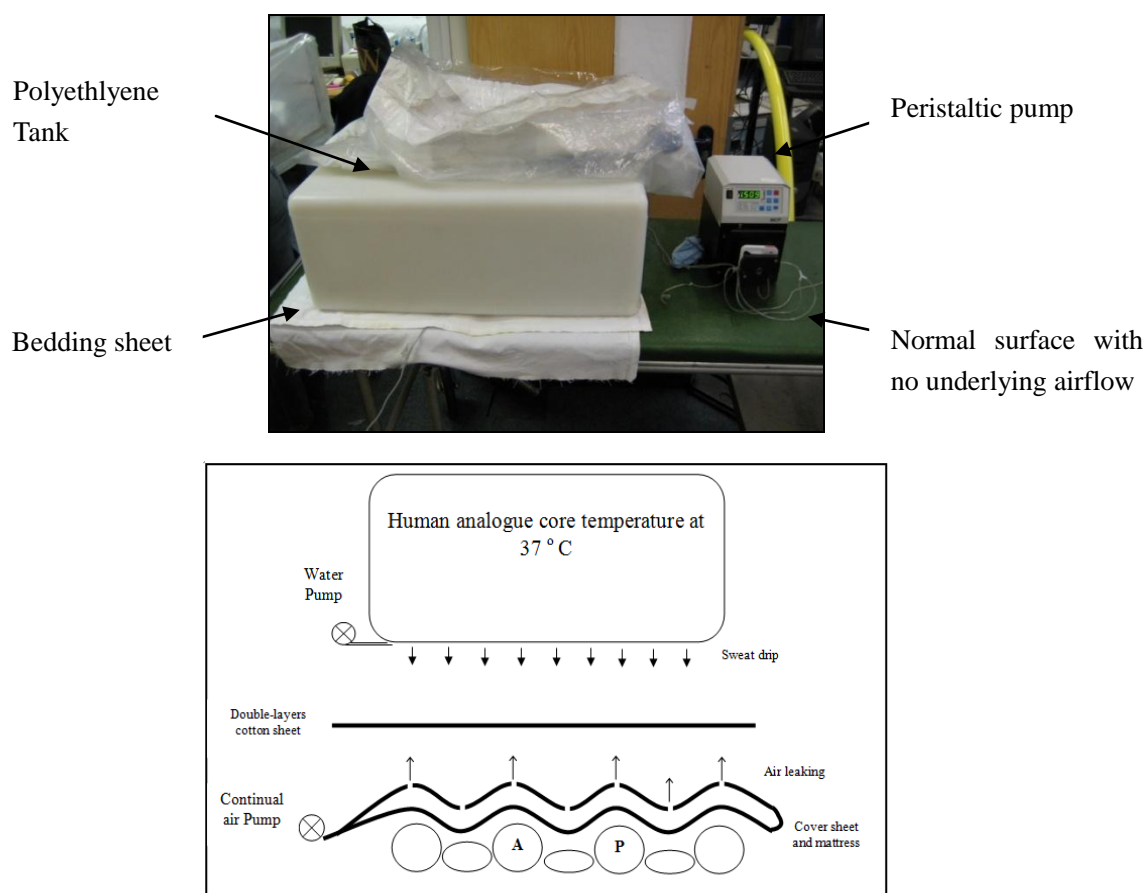 Polyethlyene
Tank
Peristaltic pump
Bedding sheet
Normal surface with
no underlying airflow
Human analogue core temperature at
37 ° C
Water
Pump
Sweat drip
Double-layers
cotton sheet
Air leaking
Continual
air Pump
Cover sheet
and mattress
A
P